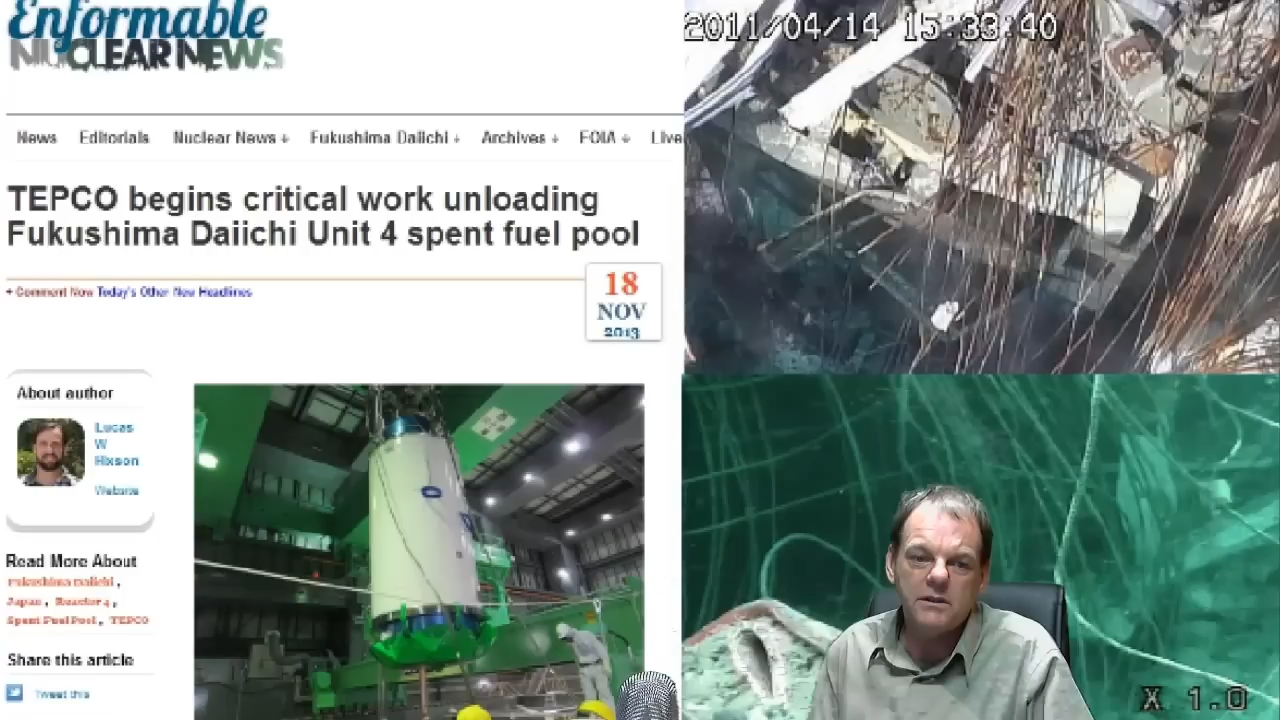 Enformable
NUCLEAR NEWS
2011/04/14 15:33:40
News Editorials Nuclear News Fukushima Daiichi Archives FOIA Live
TEPCO begins critical work unloading
Fukushima Daiichi Unit 4 spent fuel pool
+ Comment Now Today's Other New Headlines
18
NOV
2013
About author
Lucas
W
Hixson
Website
Read More About
Fukushima Daiichi ,
Japan , Reactor 4 ,
Spent Fuel Pool , TEPCO
Share this article
Tweet this
X 1.0